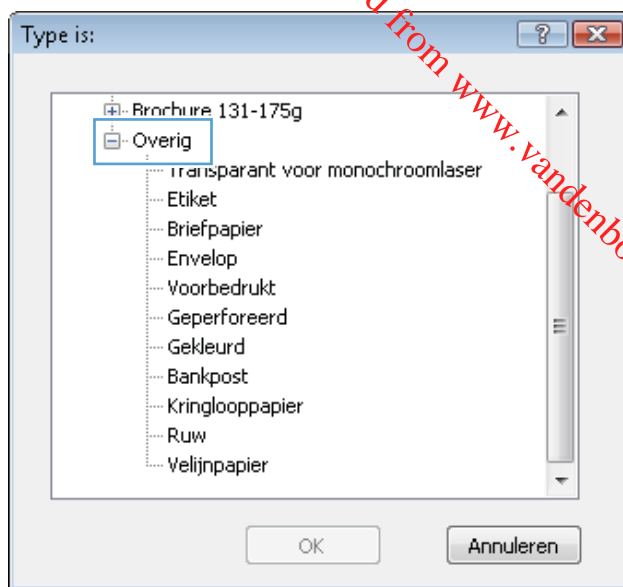 Type is:
from www.vandenbo
Brochure 131-175g
Overig
Transparant voor monochroomlaser
Etiket
Briefpapier
Envelop
Voorbedrukt
Geperforeerd
Gekleurd
Bankpost
Kringlooppapier
Ruw
Velijnpapier
OK
Annuleren